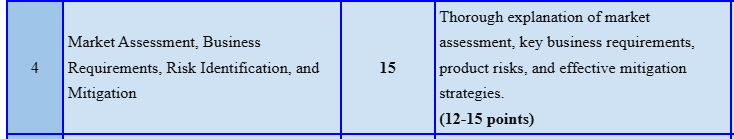 4
Market Assessment, Business
Requirements, Risk Identification, and
Mitigation
15
Thorough explanation of market
assessment, key business requirements,
product risks, and effective mitigation
strategies.
(12-15 points)